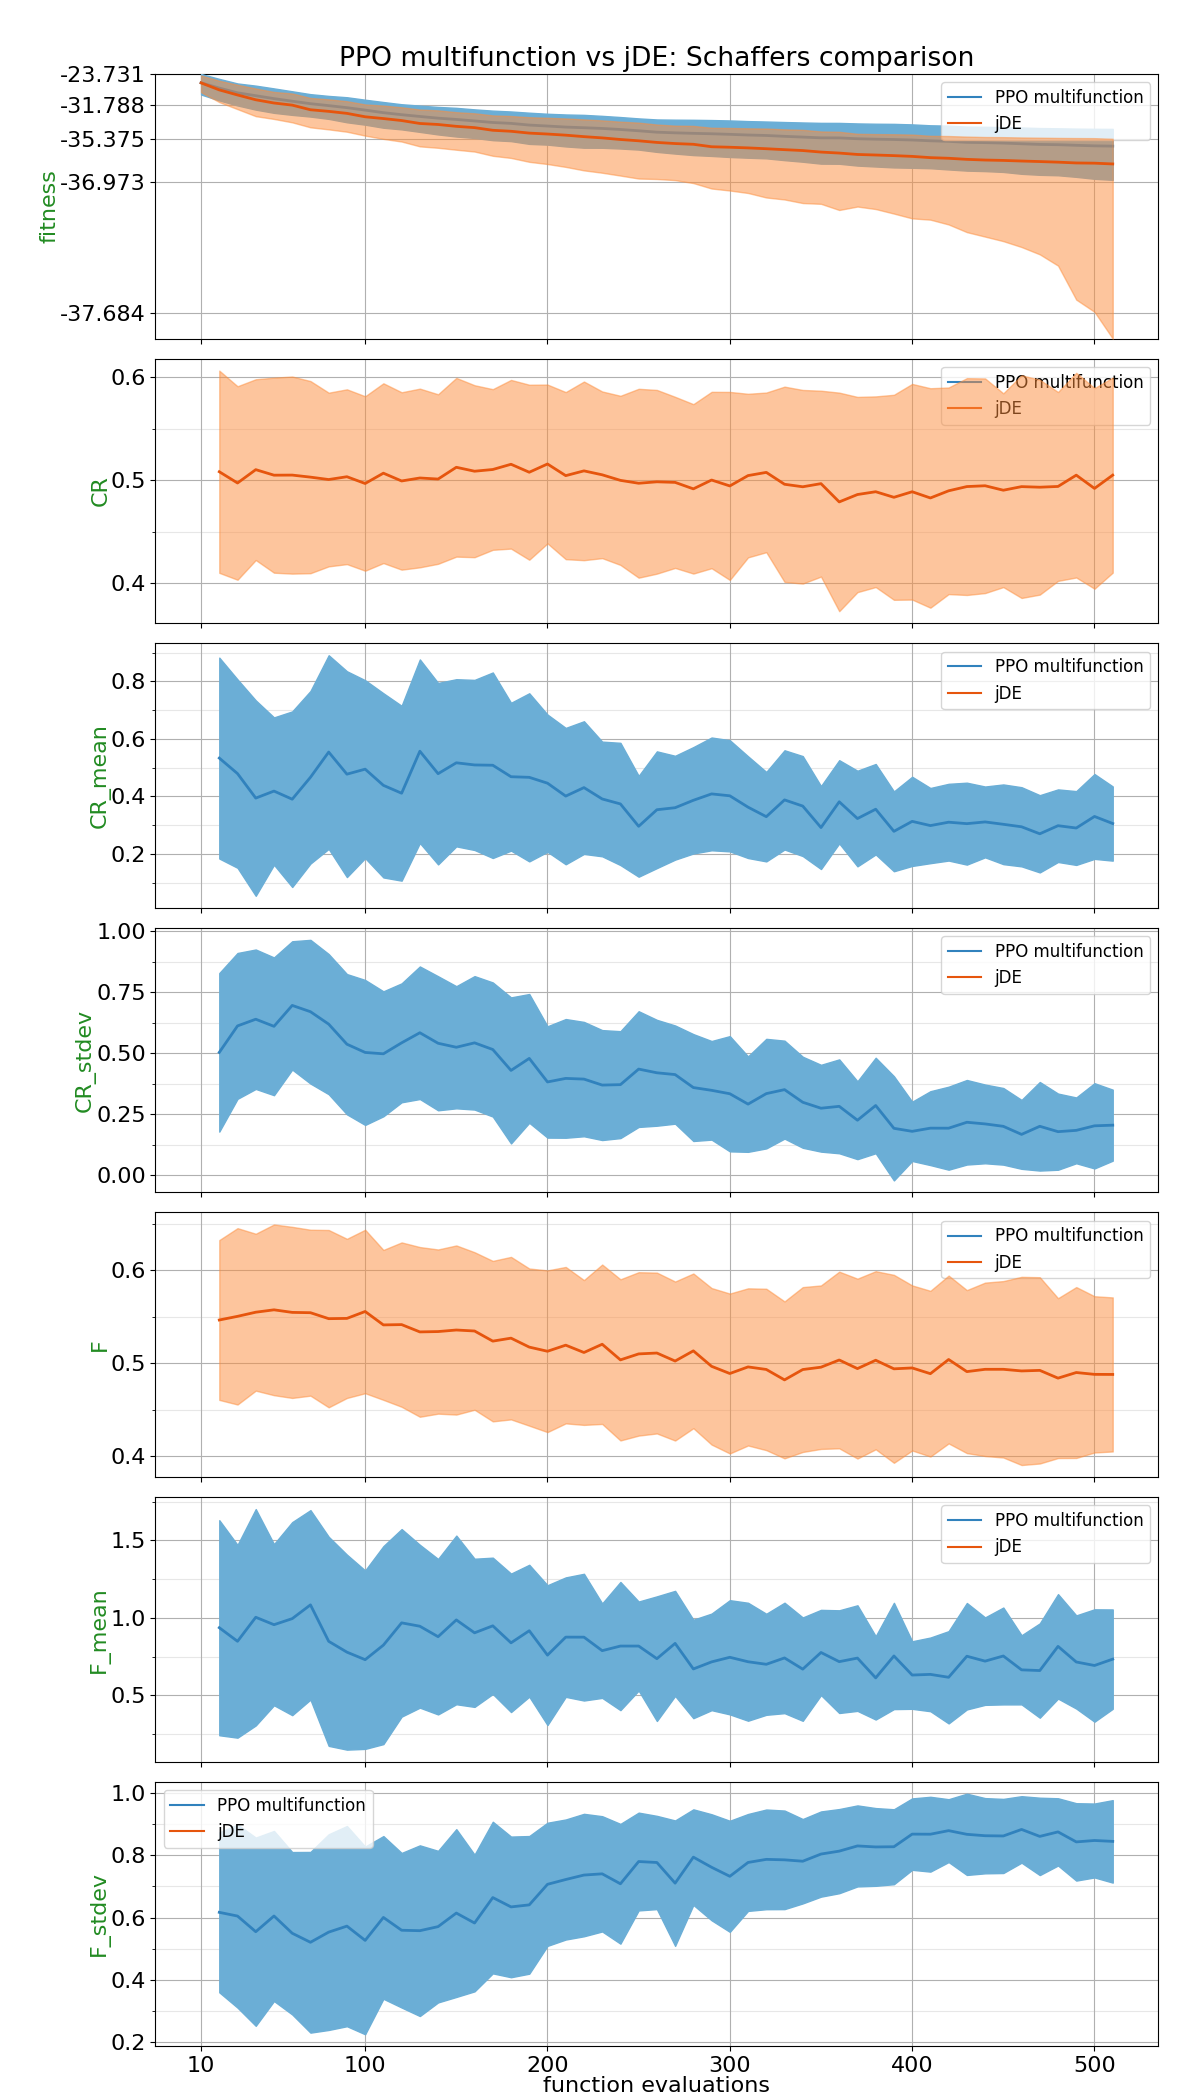 PPO multifunction vs jDE: Schaffers comparison
-23.731
-31.788
-35.375
-36.973
-37.684
fitness
PPO multifunction
jDE
0.6
0.5
0.4
CR
PPO multifunction
jDE
0.8
0.6
0.4
0.2
CR_mean
PPO multifunction
jDE
1.00
0.75
0.50
0.25
0.00
CR_stdev
PPO multifunction
jDE
0.6
0.5
0.4
F
PPO multifunction
jDE
1.5
1.0
0.5
F_mean
PPO multifunction
jDE
1.0
0.8
0.6
0.4
0.2
F_stdev
PPO multifunction
jDE
10 100 200 300 400 500
function evaluations